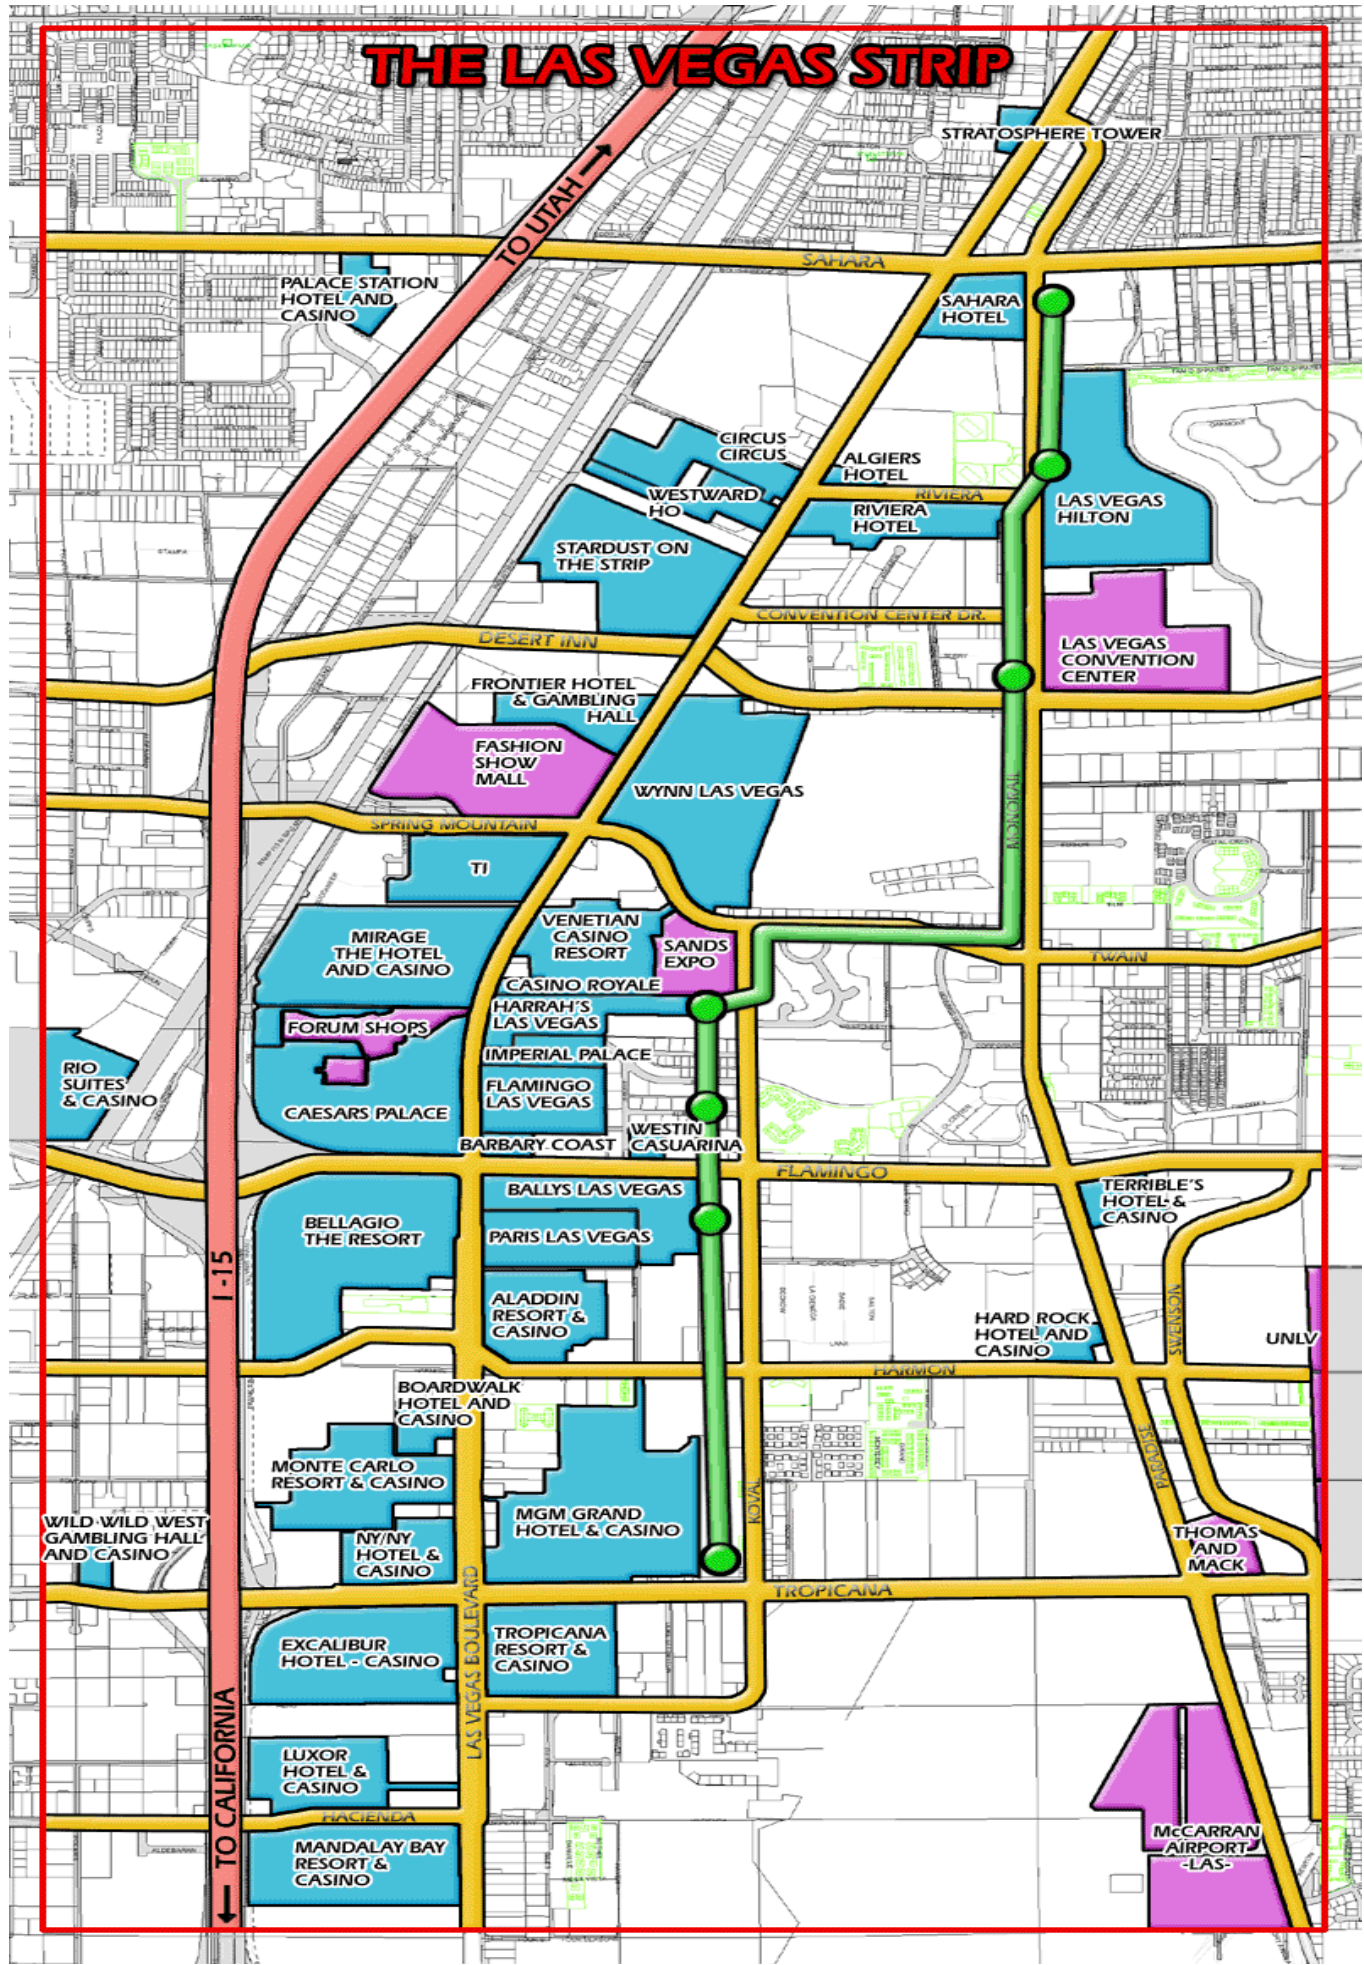 THE LAS VEGAS STRIP
STRATOSPHERE TOWER
TO UTAH
SAHARA
PALACE STATION
HOTEL AND
CASINO
SAHARA
HOTEL
CIRCUS
CIRCUS
ALGIERS
HOTEL
WESTWARD
HO
RIVIERA
RIVIERA
HOTEL
LAS VEGAS
HILTON
STARDUST ON
THE STRIP
CONVENTION CENTER DR.
DESERT INN
LAS VEGAS
CONVENTION
CENTER
FRONTIER HOTEL
& GAMBLING
HALL
FASHION
SHOW
MALL
WYNN LAS VEGAS
MONORAIL
SPRING MOUNTAIN
TI
VENETIAN
CASINO
RESORT
MIRAGE
THE HOTEL
AND CASINO
SANDS
EXPO
TWAIN
CASINO ROYALE
HARRAH'S
LAS VEGAS
FORUM SHOPS
IMPERIAL PALACE
RIO
SUITES
& CASINO
FLAMINGO
LAS VEGAS
CAESARS PALACE
BARBARY COAST
WESTIN
CASUARINA
FLAMINGO
BALLYS LAS VEGAS
TERRIBLE'S
HOTEL &
CASINO
BELLAGIO
THE RESORT
PARIS LAS VEGAS
I-15
ALADDIN
RESORT &
CASINO
HARD ROCK
HOTEL AND
CASINO
SWENSON
UNLV
HARMON
BOARDWALK
HOTEL AND
CASINO
MONTE CARLO
RESORT & CASINO
PARADISE
KOVAL
MGM GRAND
HOTEL & CASINO
WILD WILD WEST
GAMBLING HALL
AND CASINO
NY/NY
HOTEL &
CASINO
THOMAS
AND
MACK
TROPICANA
LAS VEGAS BOULEVARD
EXCALIBUR
HOTEL - CASINO
TROPICANA
RESORT &
CASINO
TO CALIFORNIA
LUXOR
HOTEL &
CASINO
HACIENDA
MANDALAY BAY
RESORT &
CASINO
McCARRAN
AIRPORT
-LAS-